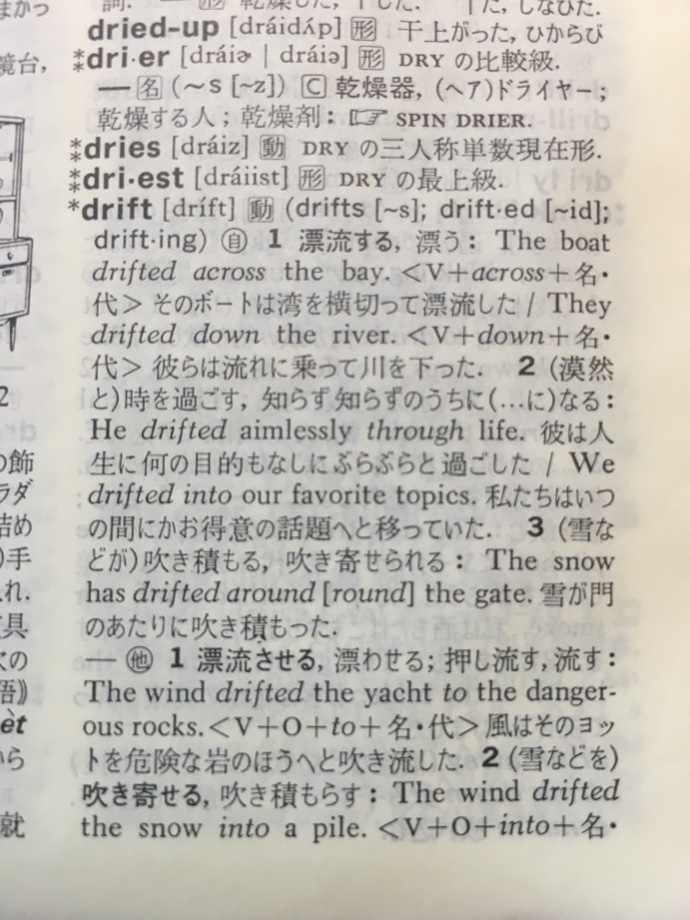 dried-up [dráidʌ́p] 形 干上がった, ひからび
**dri·er [dráiɚ | dráiə] 形 DRY の比較級.
— 名 (~s [~z]) C 乾燥器, (ヘア)ドライヤー;
乾燥する人; 乾燥剤: ☞ SPIN DRIER.
**dries [dráiz] 動 DRY の三人称単数現在形.
**dri·est [dráiist] 形 DRY の最上級.
*drift [dríft] 動 (drifts [~s]; drift·ed [~id];
drift·ing) 自 1 漂流する, 漂う: The boat
drifted across the bay. <V+across+名·
代> そのボートは湾を横切って漂流した / They
drifted down the river. <V+down+名·
代> 彼らは流れに乗って川を下った. 2 (漠然
と)時を過ごす, 知らず知らずのうちに(…に)なる:
He drifted aimlessly through life. 彼は人
生に何の目的もなしにぶらぶらと過ごした / We
drifted into our favorite topics. 私たちはいつ
の間にかお得意の話題へと移っていた. 3 (雪な
どが)吹き積もる, 吹き寄せられる: The snow
has drifted around [round] the gate. 雪が門
のあたりに吹き積もった.
— 他 1 漂流させる, 漂わせる; 押し流す, 流す:
The wind drifted the yacht to the danger-
ous rocks.<V+O+to+名·代> 風はそのヨッ
トを危険な岩のほうへと吹き流した. 2 (雪などを)
吹き寄せる, 吹き積もらす: The wind drifted
the snow into a pile. <V+O+into+名·